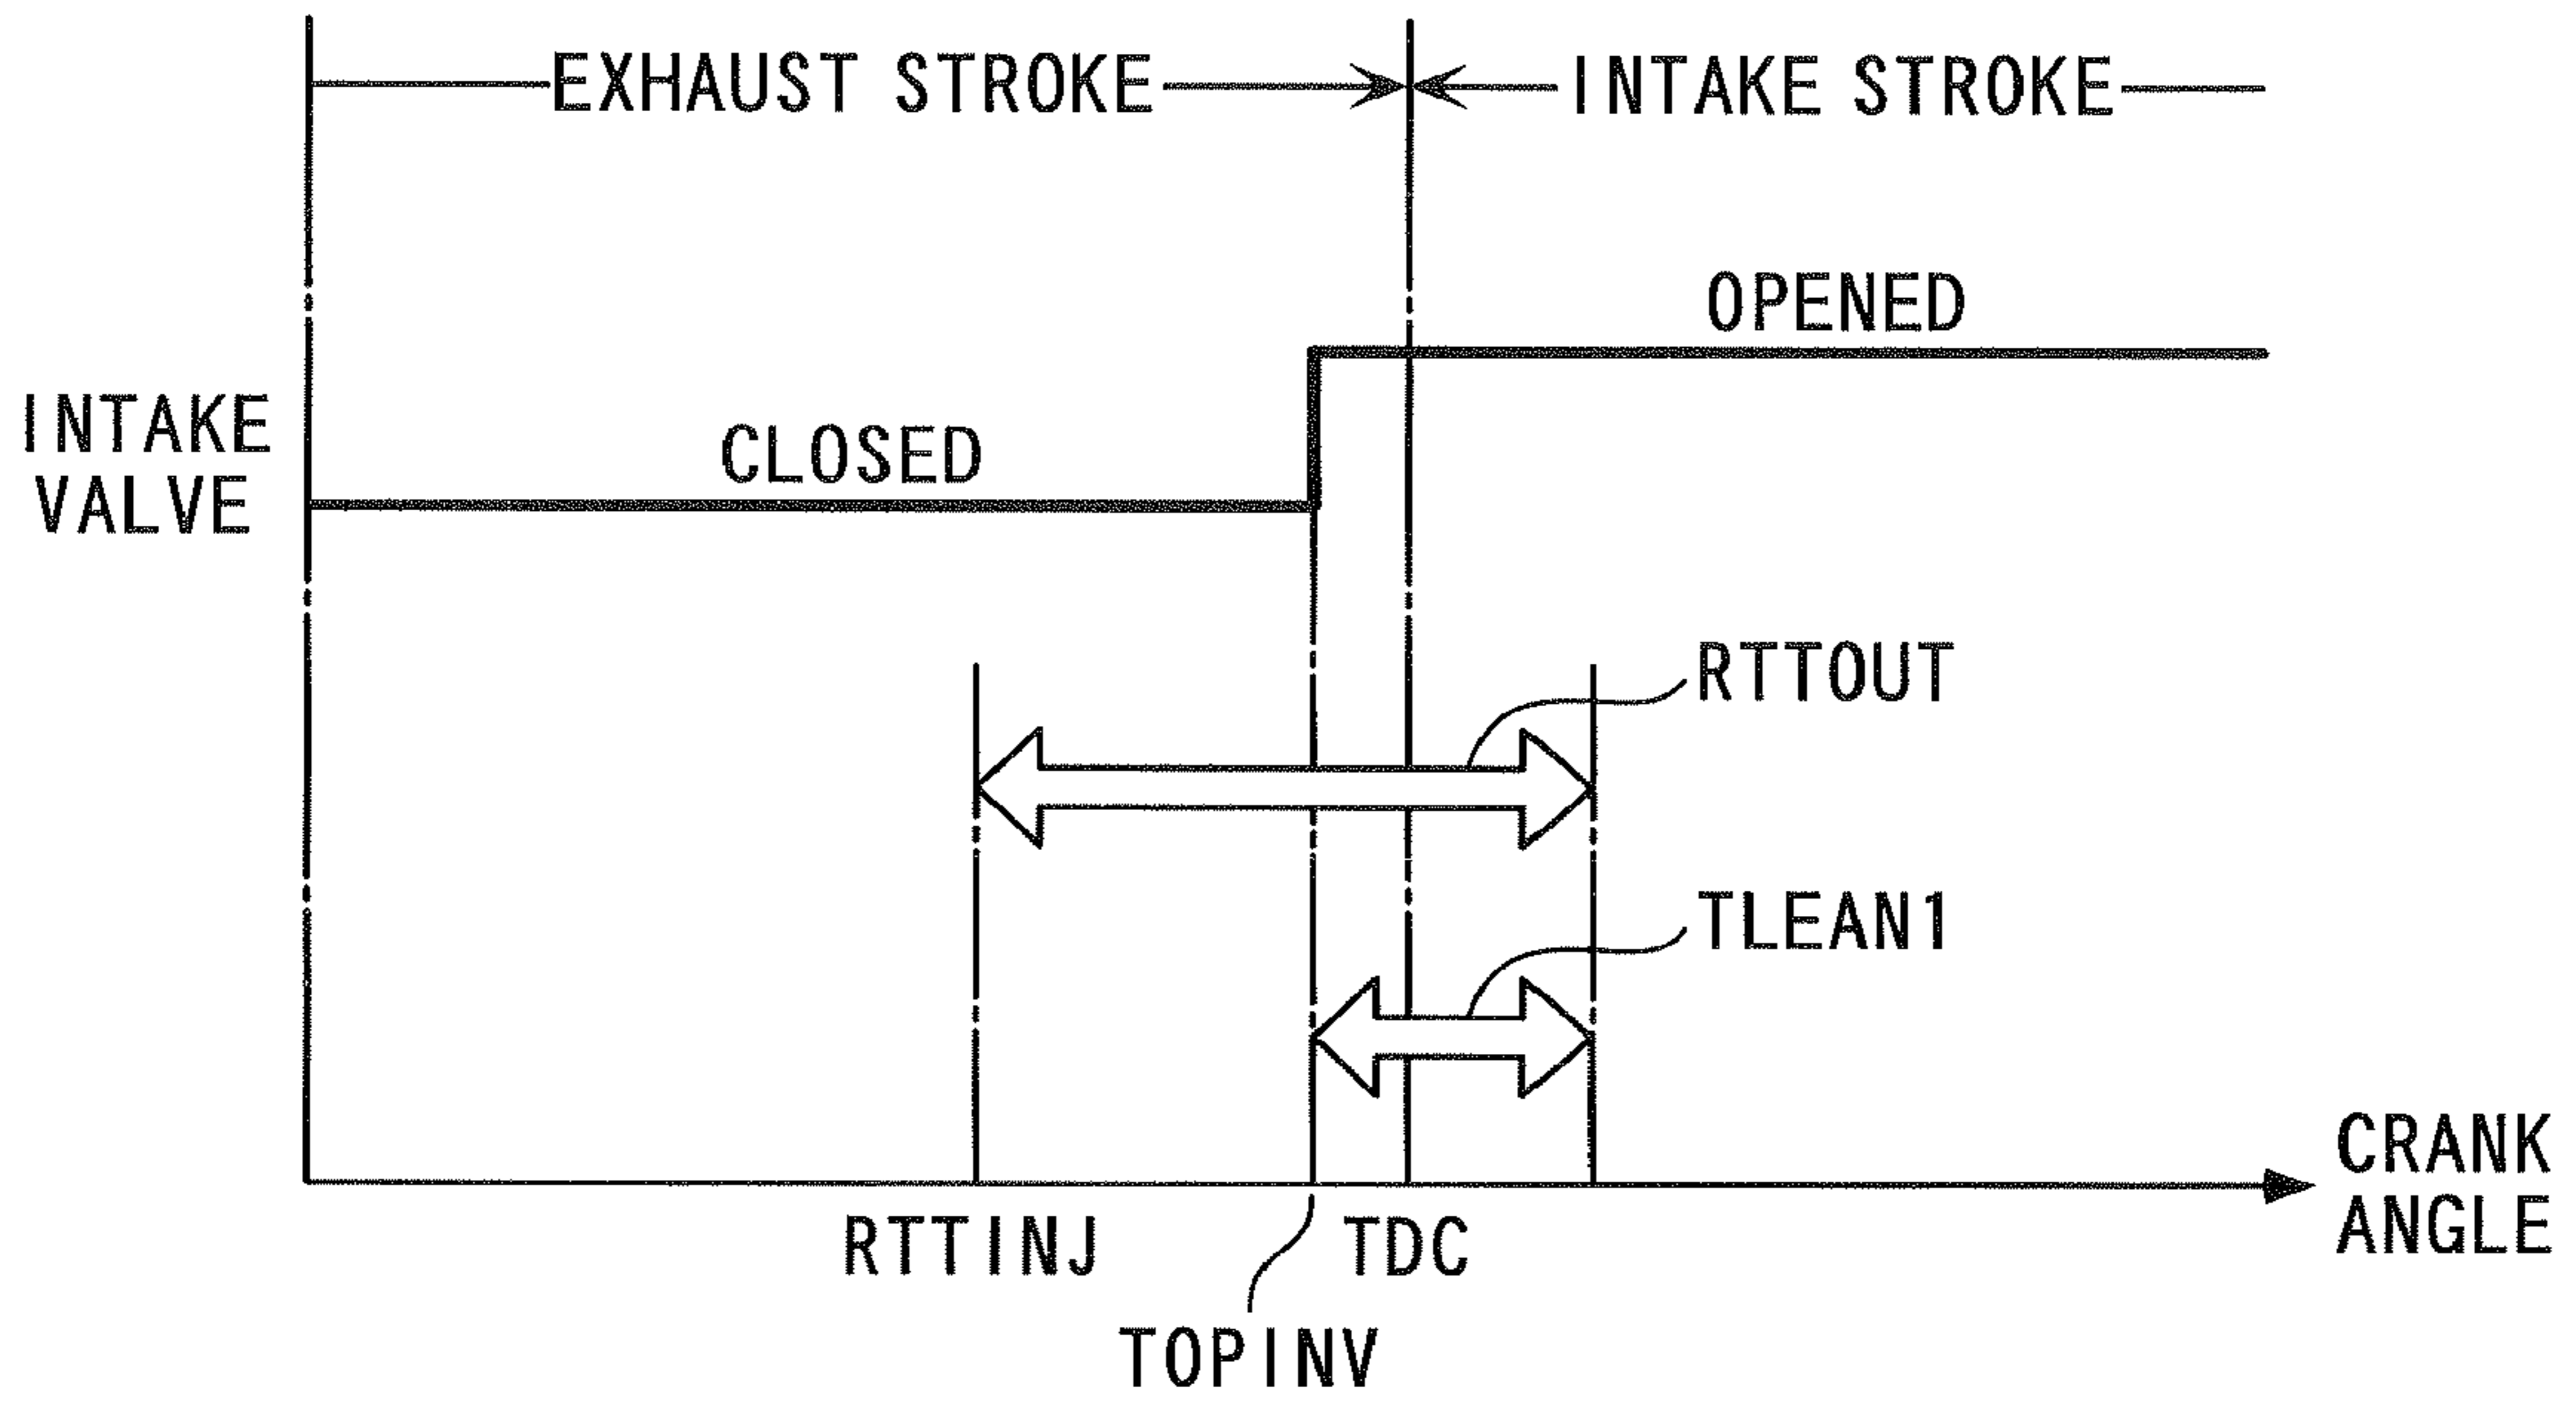 EXHAUST STROKE
INTAKE STROKE
OPENED
INTAKE
VALVE
CLOSED
RTTOUT
TLEAN1
CRANK
ANGLE
RTTINJ
TDC
TOPINV